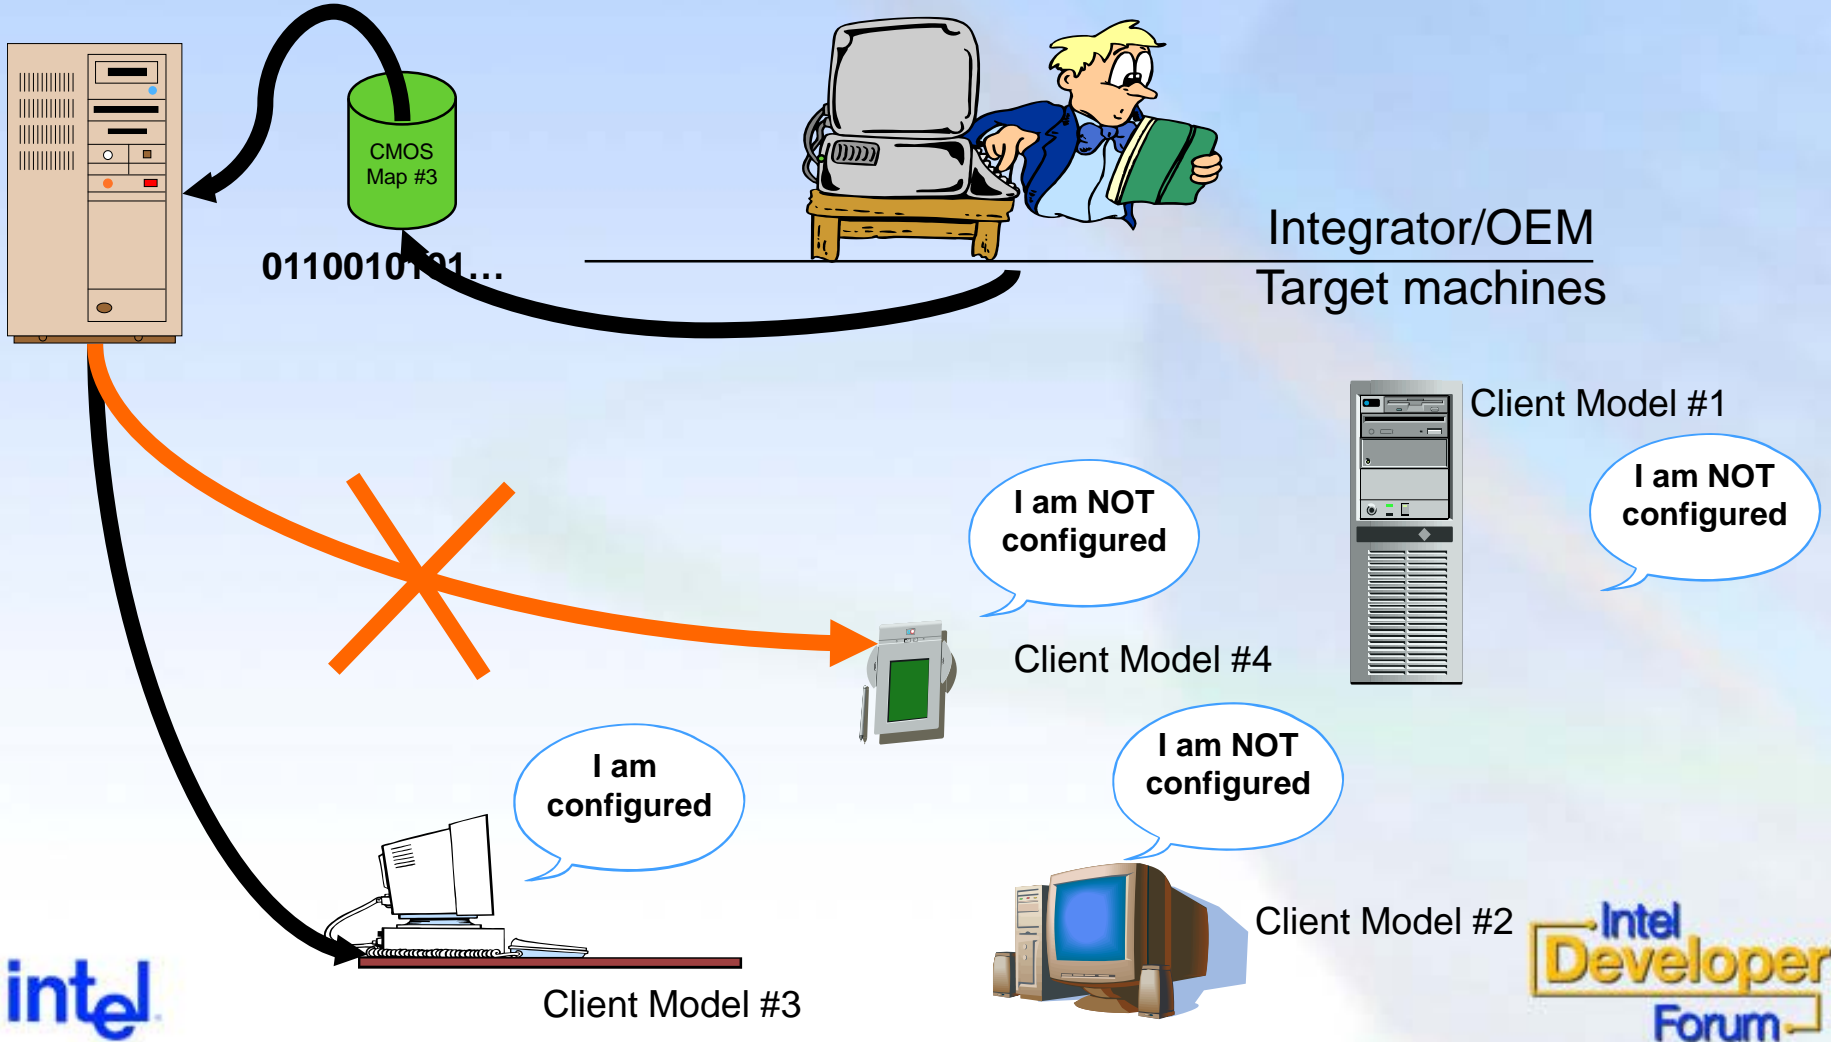 CMOS
Map #3
0110010101...
Integrator/OEM
Target machines
Client Model #1
I am NOT
configured
I am NOT
configured
Client Model #4
I am NOT
configured
I am
configured
Client Model #2
Client Model #3
intel
Intel
Developer
Forum